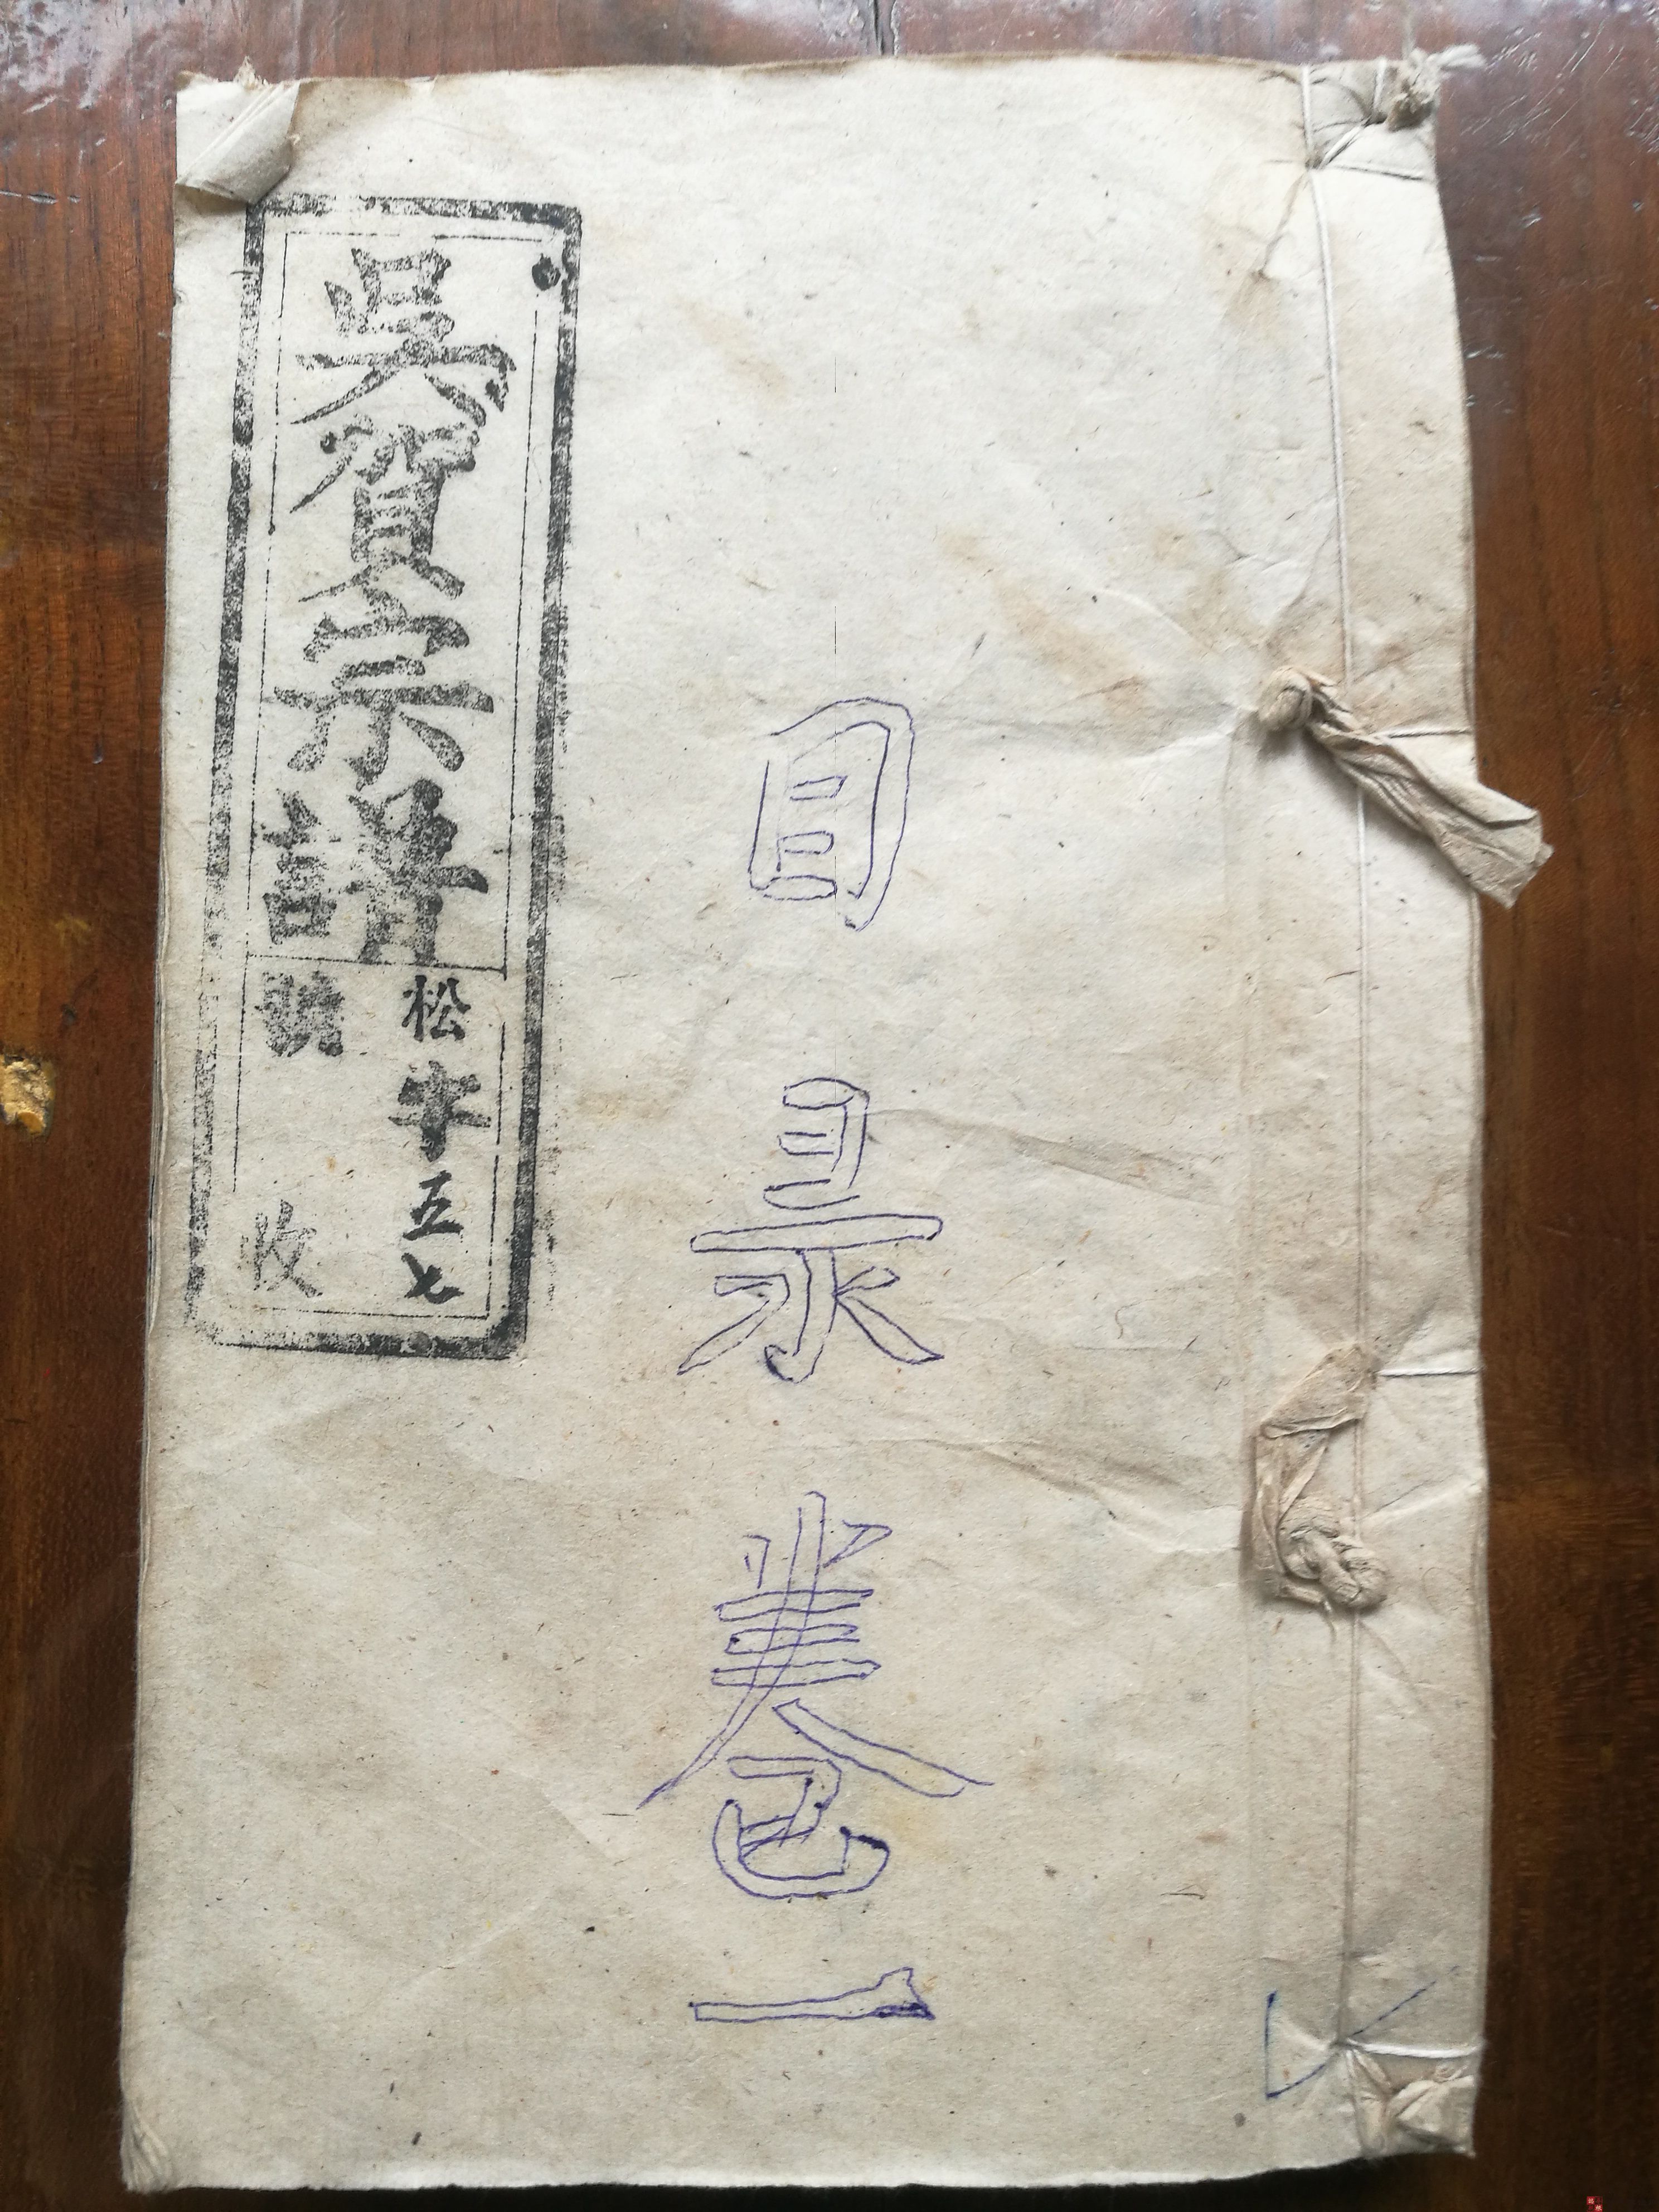 目录卷一
吳賀宗譜
松字五七
號 收